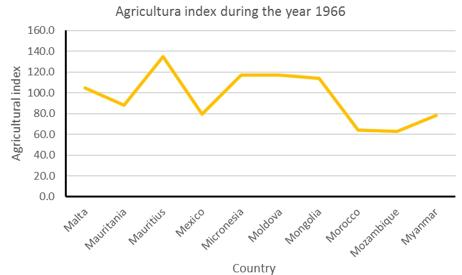 Agricultura index during the year 1966
160.0
140.0
120.0
100.0
80.0
60.0
40.0
20.0
0.0
Agricultural index
Malta
Mauritania
Mauritius
Mexico
Micronesia
Moldova
Mongolia
Morocco
Mozambique
Myanmar
Country